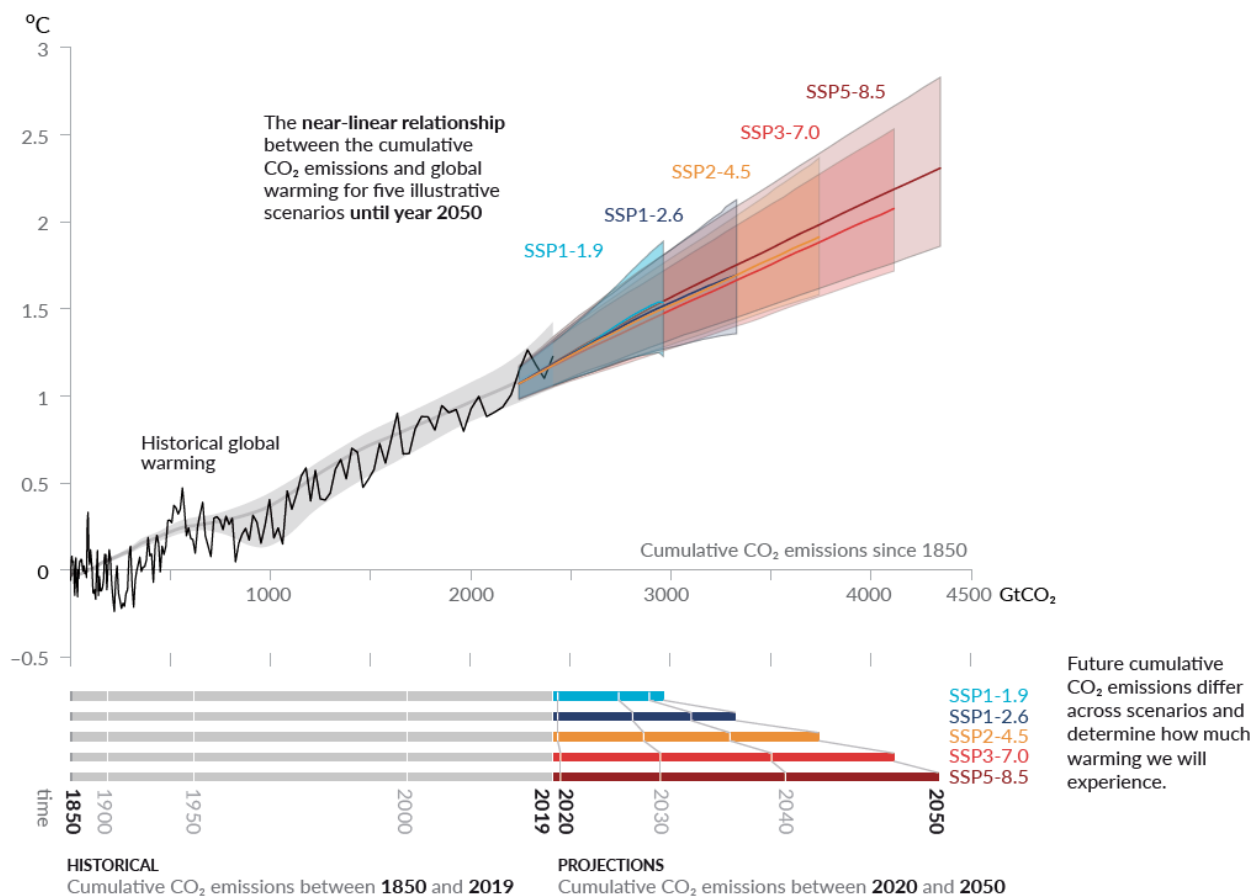 ºC
3
SSP5-8.5
The near-linear relationship
between the cumulative
CO₂ emissions and global
warming for five illustrative
scenarios until year 2050
SSP3-7.0
2.5
SSP2-4.5
SSP1-2.6
2
SSP1-1.9
1.5
1
Historical global
warming
0.5
Cumulative CO₂ emissions since 1850
0
1000
2000
3000
4000
4500 GtCO₂
−0.5
Future cumulative
CO₂ emissions differ
across scenarios and
determine how much
warming we will
experience.
SSP1-1.9
SSP1-2.6
SSP2-4.5
SSP3-7.0
SSP5-8.5
time
1850
1900
1950
2000
2019
2020
2030
2040
2050
HISTORICAL
Cumulative CO₂ emissions between 1850 and 2019
PROJECTIONS
Cumulative CO₂ emissions between 2020 and 2050